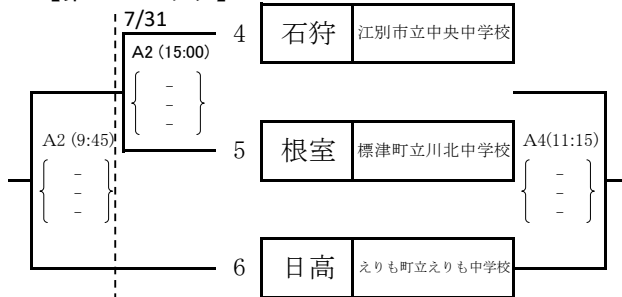 7/31
4 石狩 江別市立中央中学校
A2 (15:00)
-
-
-
A2 (9:45)
-
-
-
5 根室 標津町立川北中学校
A4(11:15)
-
-
-
6 日高 えりも町立えりも中学校